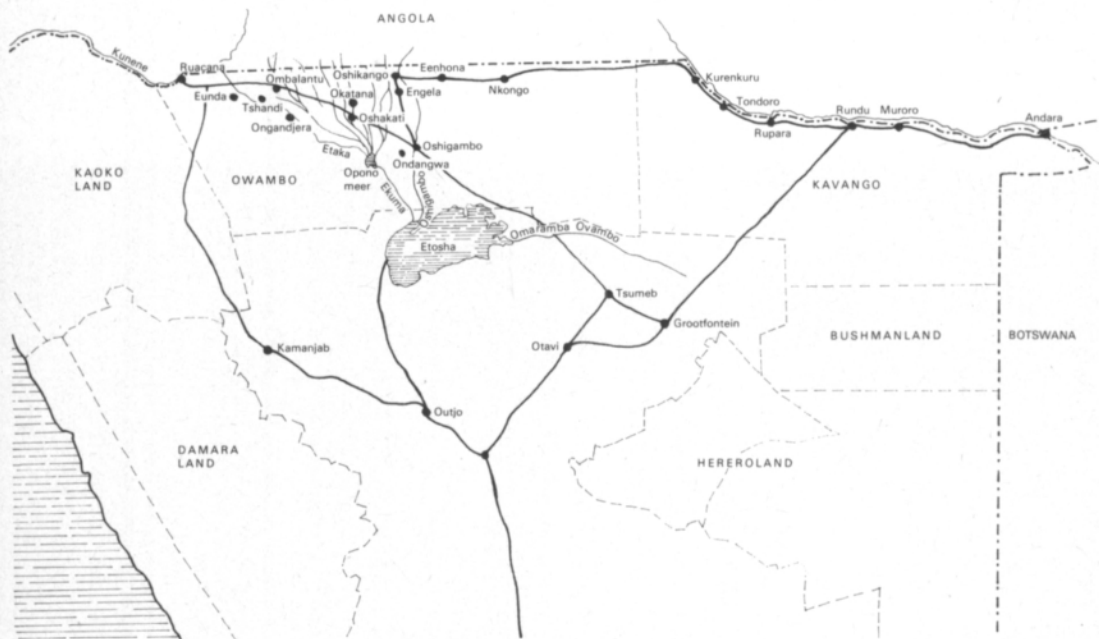 ANGOLA
Kunene
Ruacana
Eunda
Tshandi
Ombalantu
Ongandjera
Okatana
Oshakati
Oshikango
Engela
Eenhona
Nkongo
Kurenkuru
Tondoro
Rupara
Rundu
Muroro
Andara
Etaka
Oshigambo
Ondangwa
Opono
meer
Ekuma
Oshigambo
KAOKO
LAND
OWAMBO
KAVANGO
Etosha
Omaramba Ovambo
Tsumeb
Grootfontein
Otavi
BUSHMANLAND
BOTSWANA
Kamanjab
Outjo
DAMARA
LAND
HEREROLAND